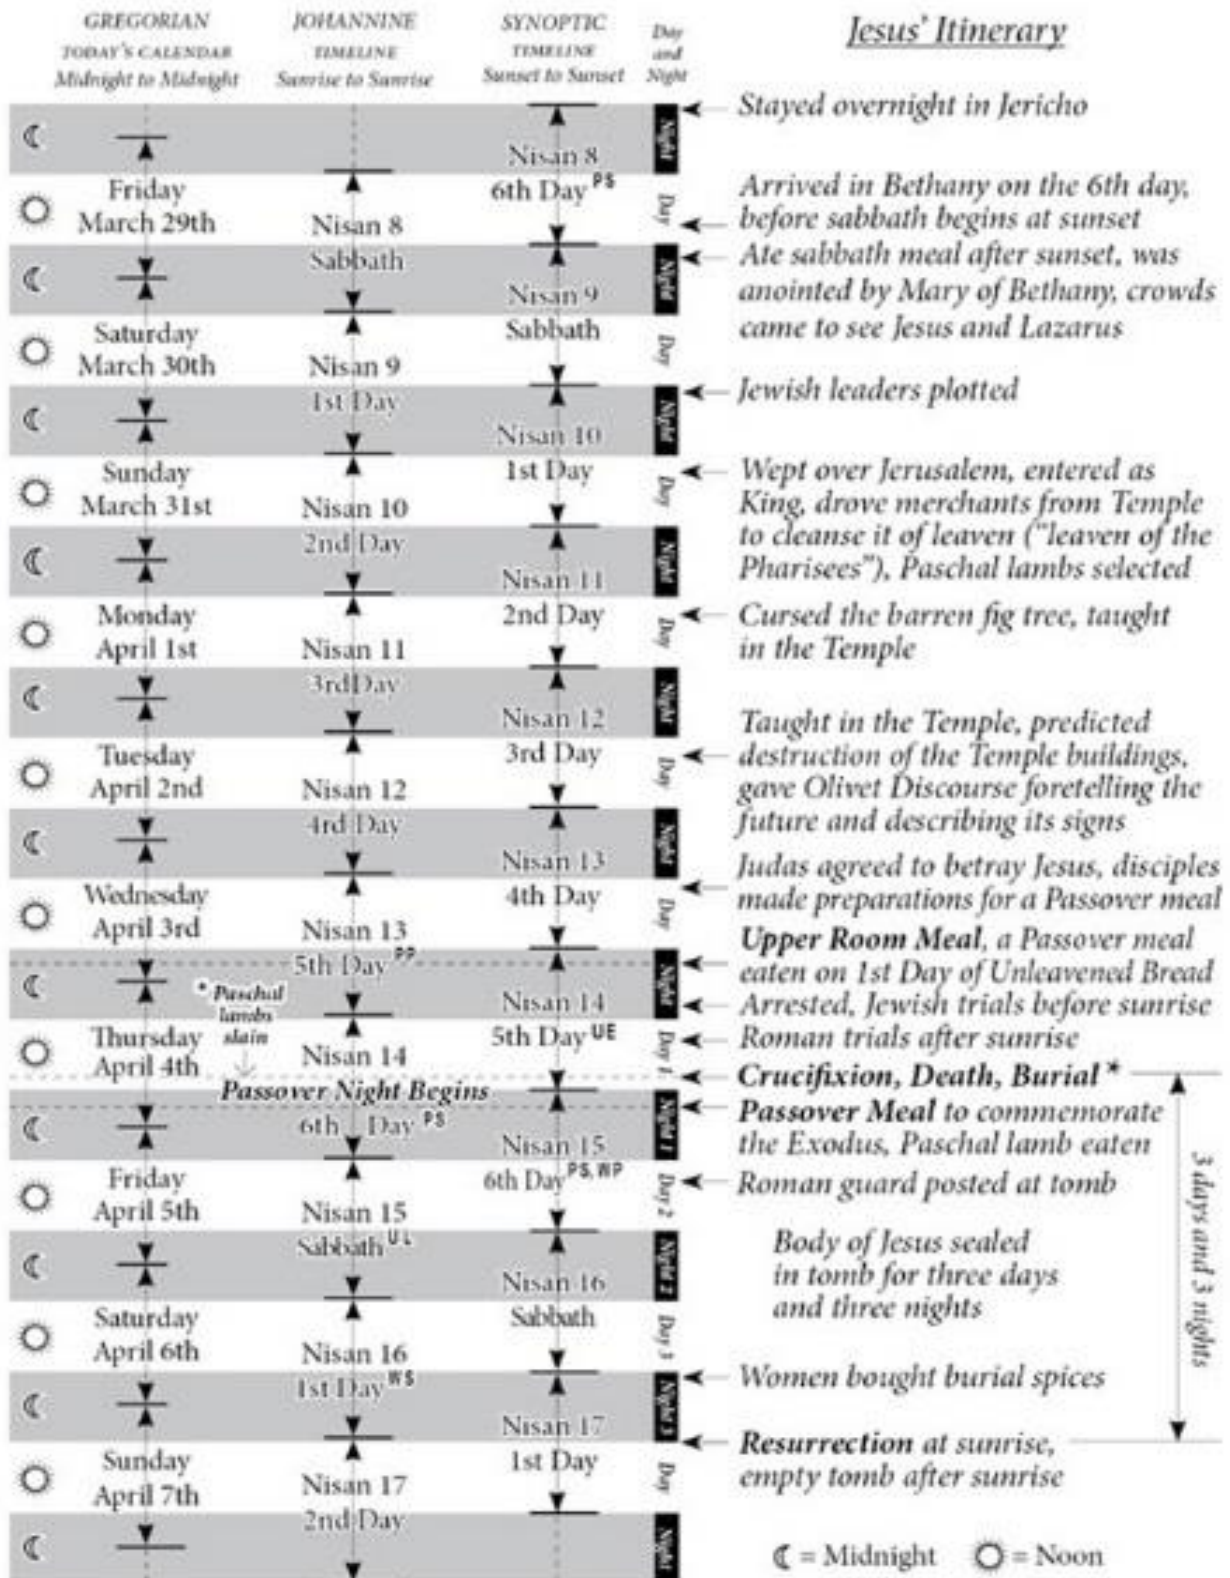 GREGORIAN
TODAY'S CALENDAR
Midnight to Midnight
JOHANNINE
TIMELINE
Sunrise to Sunrise
SYNOPTIC
TIMELINE
Sunset to Sunset
Day
and
Night
Jesus' Itinerary
Night
Stayed overnight in Jericho
Nisan 8
Friday
March 29th
Nisan 8
6th Day PS
Day
Arrived in Bethany on the 6th day,
before sabbath begins at sunset
Sabbath
Nisan 9
Night
Ate sabbath meal after sunset, was
anointed by Mary of Bethany, crowds
came to see Jesus and Lazarus
Saturday
March 30th
Nisan 9
Sabbath
Day
1st Day
Nisan 10
Night
Jewish leaders plotted
Sunday
March 31st
Nisan 10
1st Day
Day
Wept over Jerusalem, entered as
King, drove merchants from Temple
to cleanse it of leaven ("leaven of the
Pharisees"), Paschal lambs selected
2nd Day
Nisan 11
Night
Monday
April 1st
Nisan 11
2nd Day
Day
Cursed the barren fig tree, taught
in the Temple
3rd Day
Nisan 12
Night
Tuesday
April 2nd
Nisan 12
3rd Day
Day
Taught in the Temple, predicted
destruction of the Temple buildings,
gave Olivet Discourse foretelling the
future and describing its signs
4rd Day
Nisan 13
Night
Wednesday
April 3rd
Nisan 13
4th Day
Day
Judas agreed to betray Jesus, disciples
made preparations for a Passover meal
5th Day PP
Nisan 14
Night
Upper Room Meal, a Passover meal
eaten on 1st Day of Unleavened Bread
Arrested, Jewish trials before sunrise
* Paschal
lambs
slain
Thursday
April 4th
Nisan 14
5th Day UE
Day 1
Roman trials after sunrise
Crucifixion, Death, Burial *
Passover Night Begins
6th Day PS
Nisan 15
Night 1
Passover Meal to commemorate
the Exodus, Paschal lamb eaten
Friday
April 5th
Nisan 15
6th Day PS, WP
Day 2
Roman guard posted at tomb
Sabbath UL
Nisan 16
Night 2
Body of Jesus sealed
in tomb for three days
and three nights
3 days and 3 nights
Saturday
April 6th
Nisan 16
Sabbath
Day 3
1st Day WS
Nisan 17
Night 3
Women bought burial spices
Resurrection at sunrise,
empty tomb after sunrise
Sunday
April 7th
Nisan 17
1st Day
Day
2nd Day
Night
= Midnight = Noon